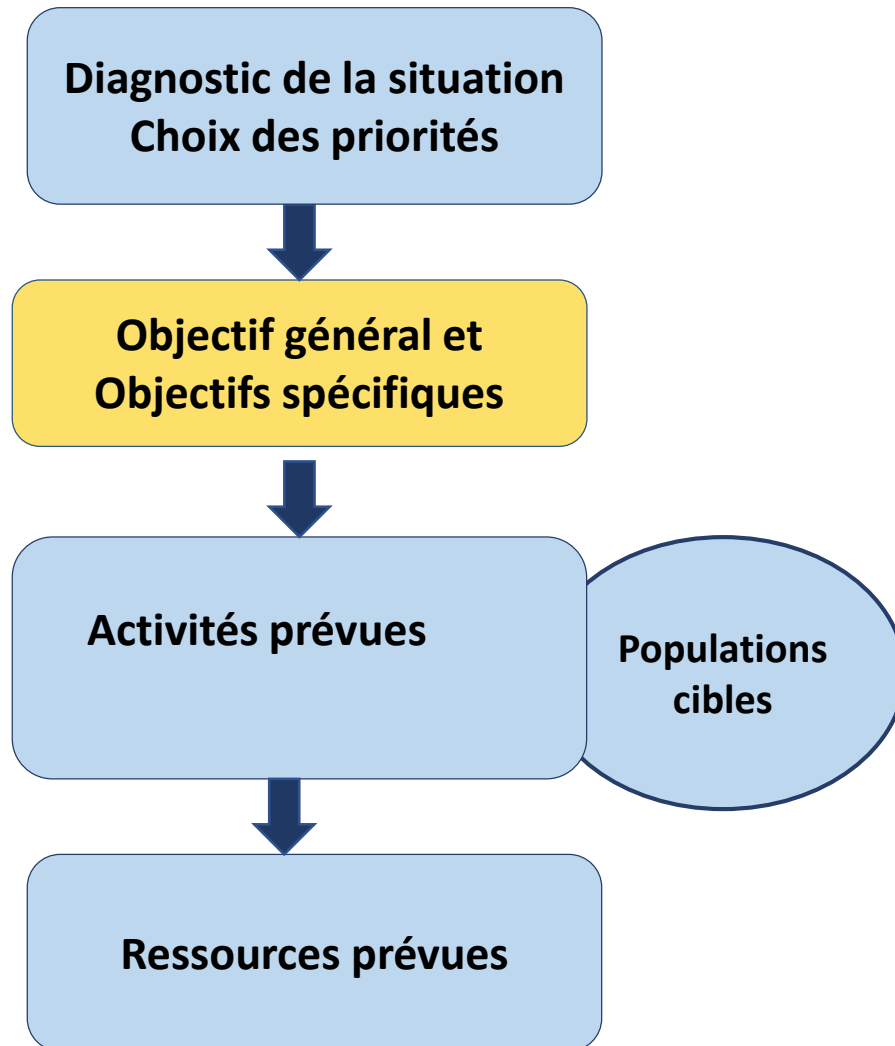 Diagnostic de la situation
Choix des priorités
Objectif général et
Objectifs spécifiques
Activités prévues
Populations
cibles
Ressources prévues